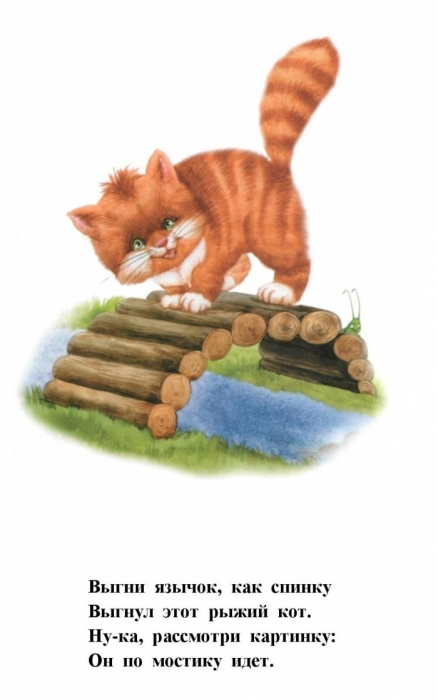 Выгни язычок, как спинку
Выгнул этот рыжий кот.
Ну-ка, рассмотри картинку:
Он по мостику идет.